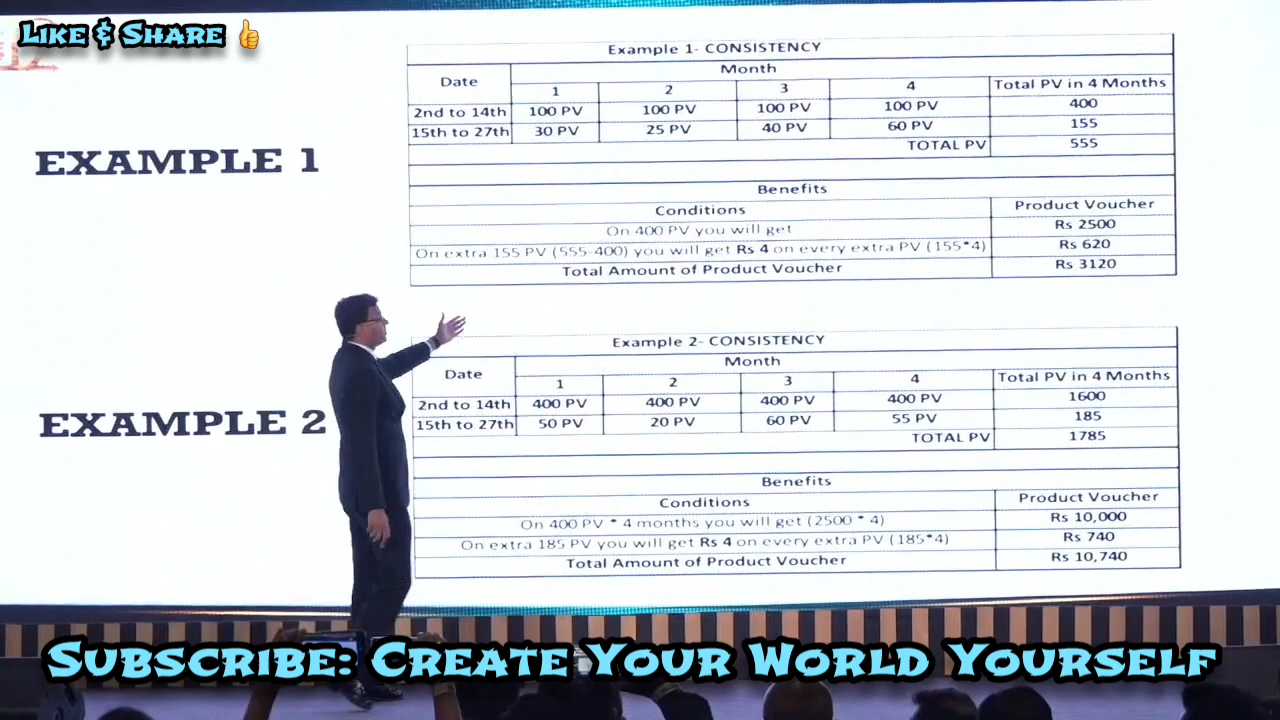 Like & Share 👍
Example 1- CONSISTENCY
Date Month
1 2 3 4 Total PV in 4 Months
2nd to 14th 100 PV 100 PV 100 PV 100 PV 400
15th to 27th 30 PV 25 PV 40 PV 60 PV 155
TOTAL PV 555
Benefits
Conditions Product Voucher
On 400 PV you will get Rs 2500
On extra 155 PV (555-400) you will get Rs 4 on every extra PV (155*4) Rs 620
Total Amount of Product Voucher Rs 3120
EXAMPLE 1
Example 2- CONSISTENCY
Date Month
1 2 3 4 Total PV in 4 Months
2nd to 14th 400 PV 400 PV 400 PV 400 PV 1600
15th to 27th 50 PV 20 PV 60 PV 55 PV 185
TOTAL PV 1785
Benefits
Conditions Product Voucher
On 400 PV * 4 months you will get (2500 * 4) Rs 10,000
On extra 185 PV you will get Rs 4 on every extra PV (185*4) Rs 740
Total Amount of Product Voucher Rs 10,740
EXAMPLE 2
Subscribe: Create Your World Yourself